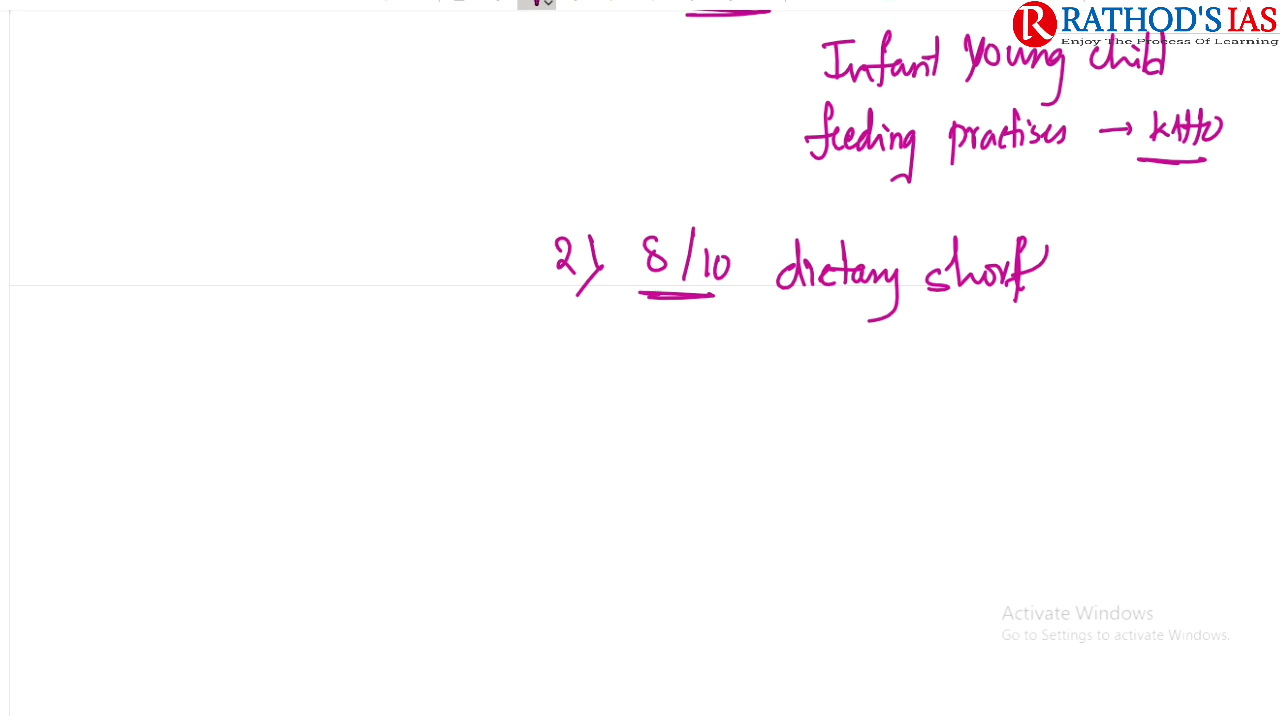 RATHOD'S IAS
Enjoy The Process Of Learning
Infant young child
feeding practises →
2) 8/10 dietary short
Activate Windows
Go to Settings to activate Windows.